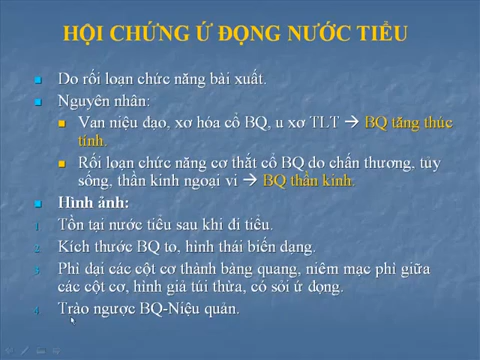 HỘI CHỨNG Ứ ĐỌNG NƯỚC TIỂU
Do rối loạn chức năng bài xuất.
Nguyên nhân:
Van niệu đạo, xơ hóa cổ BQ, u xơ TLT → BQ tăng thúc
tính.
Rối loạn chức năng cơ thắt cổ BQ do chấn thương, tủy
sống, thần kinh ngoại vi → BQ thần kinh.
Hình ảnh:
1. Tồn tại nước tiểu sau khi đi tiểu.
2. Kích thước BQ to, hình thái biến dạng.
3. Phì dại các cột cơ thành bàng quang, niêm mạc phì giữa
các cột cơ, hình giả túi thừa, có sỏi ứ dọng.
4. Trào ngược BQ-Niệu quản.